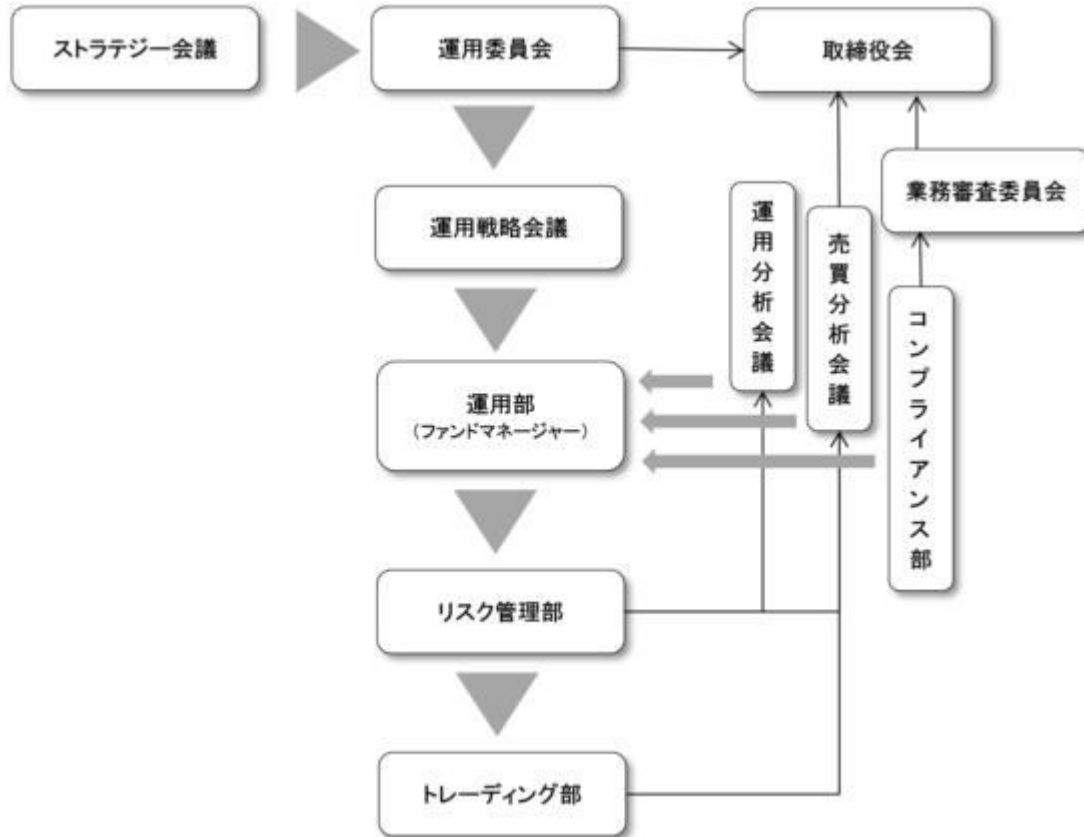 ストラテジー会議
運用委員会
取締役会
業務審査委員会
運用戦略会議
運用分析会議
売買分析会議
コンプライアンス部
運用部
(ファンドマネージャー)
リスク管理部
トレーディング部